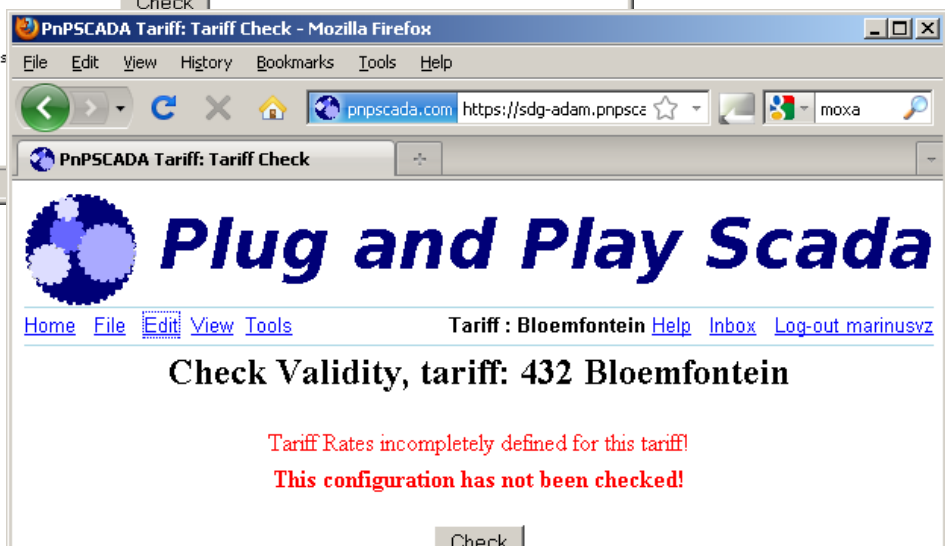 Check
PnPSCADA Tariff: Tariff Check - Mozilla Firefox
File Edit View History Bookmarks Tools Help
pnpscada.com https://sdg-adam.pnpsca moxa
PnPSCADA Tariff: Tariff Check
Plug and Play Scada
Home File Edit View Tools Tariff : Bloemfontein Help Inbox Log-out marinusvz
Check Validity, tariff: 432 Bloemfontein
Tariff Rates incompletely defined for this tariff!
This configuration has not been checked!
Check